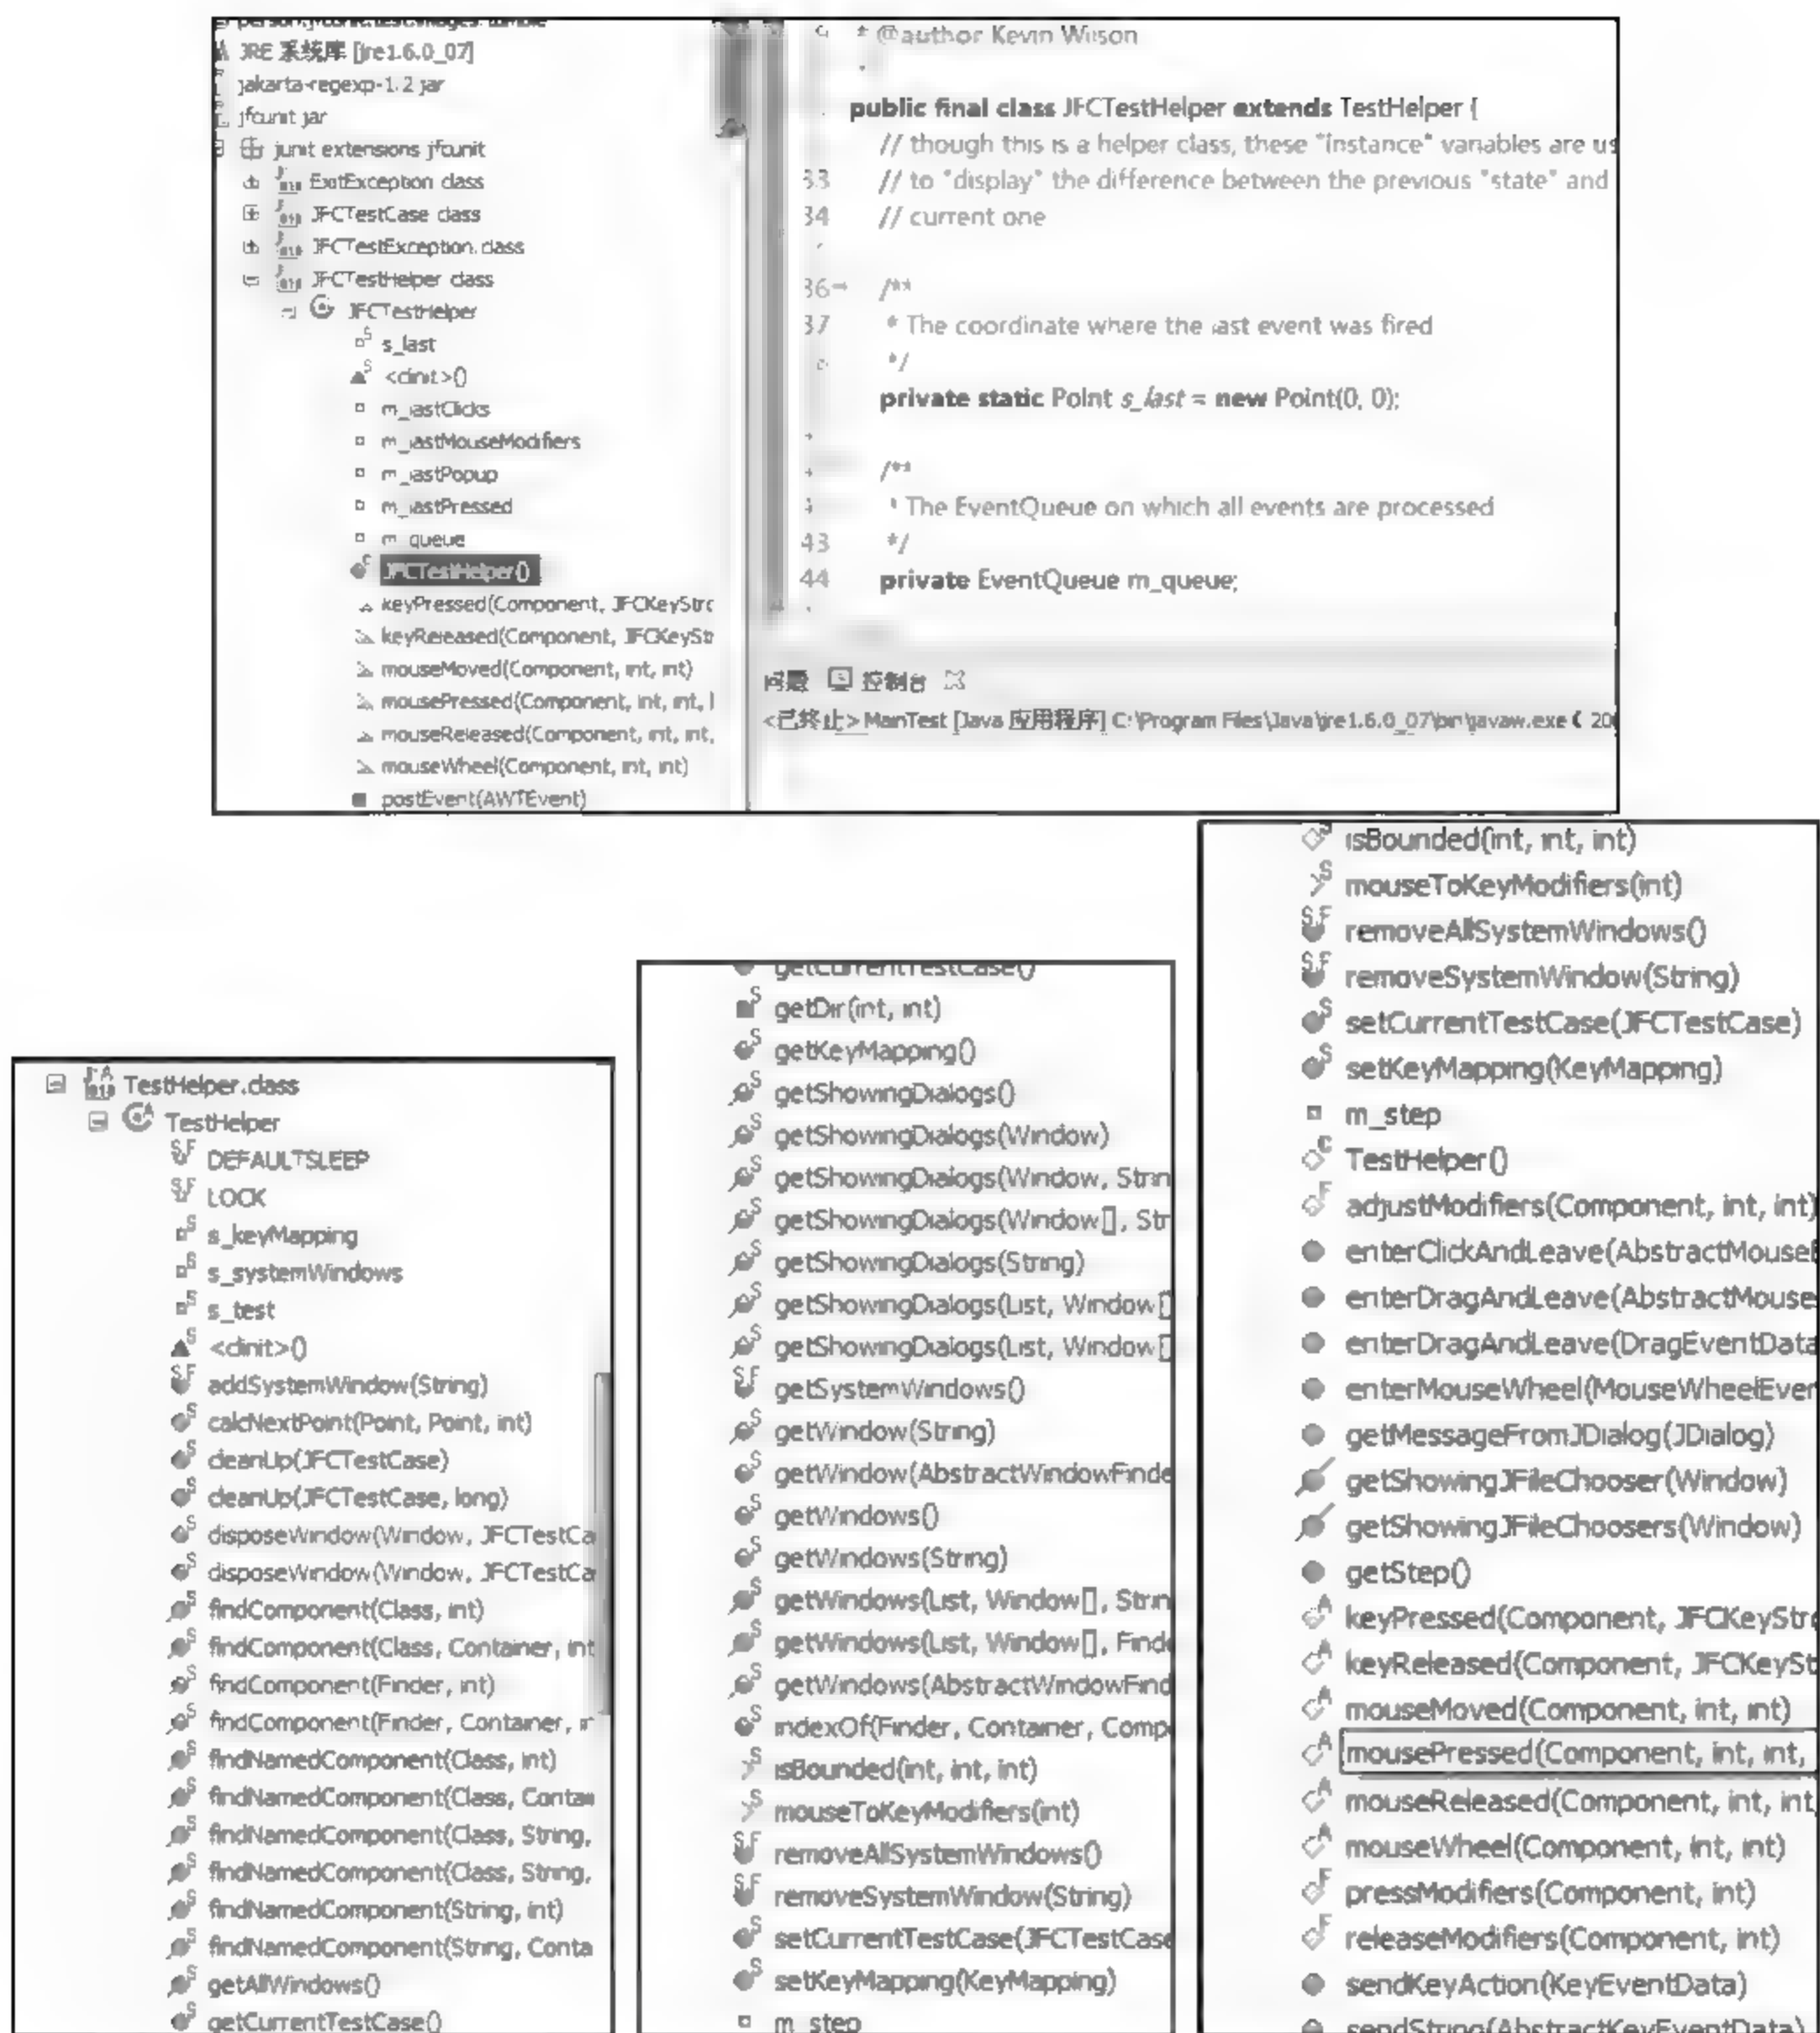 JRE 系统库 [jre1.6.0_07]
jakarta-regexp-1.2 jar
jfcunit jar
junit extensions jfcunit
ExitException class
JFCTestCase class
JFCTestException.class
JFCTestHelper class
JFCTestHelper
s_last
<clinit>()
m_lastClicks
m_lastMouseModifiers
m_lastPopup
m_lastPressed
m_queue
JFCTestHelper()
keyPressed(Component, JFCKeyStro
keyReleased(Component, JFCKeyStr
mouseMoved(Component, int, int)
mousePressed(Component, int, int, l
mouseReleased(Component, int, int,
mouseWheel(Component, int, int)
postEvent(AWTEvent)
* @author Kevin Wilson
public final class JFCTestHelper extends TestHelper {
// though this is a helper class, these "instance" variables are us
33 // to "display" the difference between the previous "state" and
34 // current one
36 /**
37 * The coordinate where the last event was fired
*/
private static Point s_last = new Point(0, 0);
/**
* The EventQueue on which all events are processed
43 */
44 private EventQueue m_queue;
问题 控制台
<已终止> MainTest [Java 应用程序] C:\Program Files\Java\jre1.6.0_07\bin\javaw.exe ( 200
TestHelper.class
TestHelper
DEFAULTSLEEP
LOCK
s_keyMapping
s_systemWindows
s_test
<clinit>()
addSystemWindow(String)
calcNextPoint(Point, Point, int)
cleanUp(JFCTestCase)
cleanUp(JFCTestCase, long)
disposeWindow(Window, JFCTestCa
disposeWindow(Window, JFCTestCa
findComponent(Class, int)
findComponent(Class, Container, int
findComponent(Finder, int)
findComponent(Finder, Container, in
findNamedComponent(Class, int)
findNamedComponent(Class, Contai
findNamedComponent(Class, String,
findNamedComponent(Class, String,
findNamedComponent(String, int)
findNamedComponent(String, Conta
getAllWindows()
getCurrentTestCase()
getCurrentTestCase()
getDir(int, int)
getKeyMapping()
getShowingDialogs()
getShowingDialogs(Window)
getShowingDialogs(Window, Strin
getShowingDialogs(Window[], Str
getShowingDialogs(String)
getShowingDialogs(List, Window[]
getShowingDialogs(List, Window[]
getSystemWindows()
getWindow(String)
getWindow(AbstractWindowFinde
getWindows()
getWindows(String)
getWindows(List, Window[], Strin
getWindows(List, Window[], Finde
getWindows(AbstractWindowFind
indexOf(Finder, Container, Comp
isBounded(int, int, int)
mouseToKeyModifiers(int)
removeAllSystemWindows()
removeSystemWindow(String)
setCurrentTestCase(JFCTestCase
setKeyMapping(KeyMapping)
m_step
isBounded(int, int, int)
mouseToKeyModifiers(int)
removeAllSystemWindows()
removeSystemWindow(String)
setCurrentTestCase(JFCTestCase)
setKeyMapping(KeyMapping)
m_step
TestHelper()
adjustModifiers(Component, int, int)
enterClickAndLeave(AbstractMouseE
enterDragAndLeave(AbstractMouse
enterDragAndLeave(DragEventData
enterMouseWheel(MouseWheelEven
getMessageFromJDialog(JDialog)
getShowingJFileChooser(Window)
getShowingJFileChoosers(Window)
getStep()
keyPressed(Component, JFCKeyStro
keyReleased(Component, JFCKeySt
mouseMoved(Component, int, int)
mousePressed(Component, int, int,
mouseReleased(Component, int, int,
mouseWheel(Component, int, int)
pressModifiers(Component, int)
releaseModifiers(Component, int)
sendKeyAction(KeyEventData)
sendString(AbstractKeyEventData)